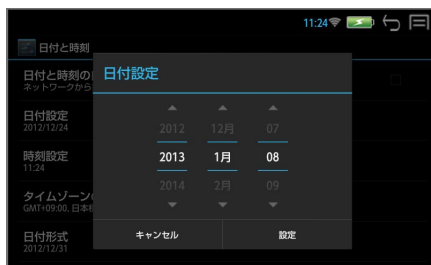 11:24
日付と時刻
日付と時刻の
ネットワークから
日付設定
2012/12/24
時刻設定
11:24
タイムゾーン
GMT+09:00, 日本
日付形式
2012/12/31
日付設定
2012 12月 07
2013 1月 08
2014 2月 09
キャンセル 設定